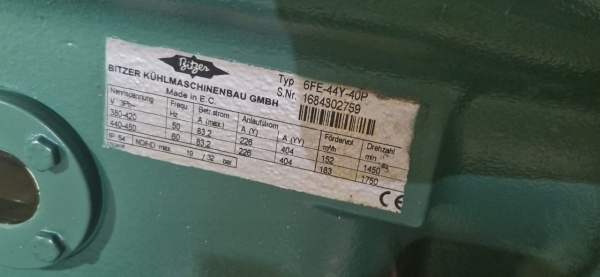 Bitzer
BITZER KÜHLMASCHINENBAU GMBH
Made in E.C.
Typ 6FE-44Y-40P
S.Nr. 1684302759
Nennspannung Frequ. Betr.strom Anlaufstrom Fördervol. Drehzahl
V 3Ph~ Hz A (max.) A (Y) A (YY) m³/h min
380-420 50 83.2 226 404 152 1450
440-480 60 83.2 226 404 183 1750
IP 54 ND/HD max. 19 / 32 bar
CE